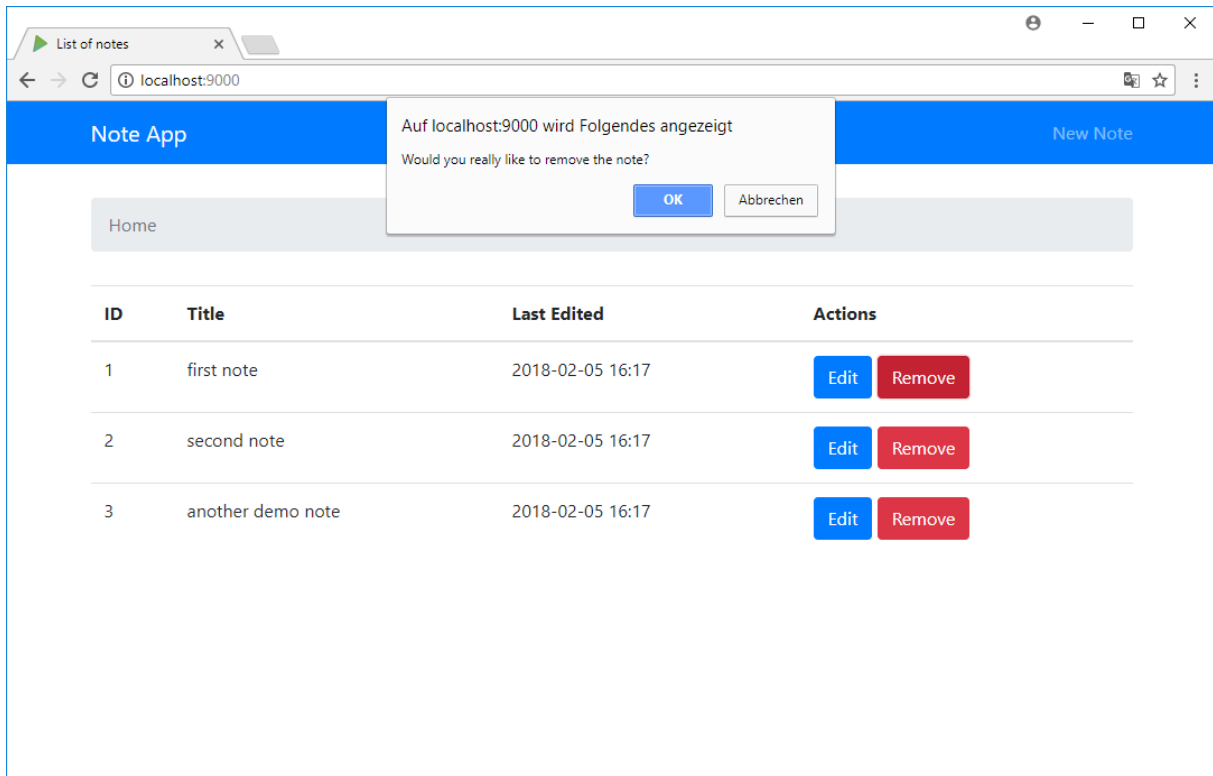 List of notes
localhost:9000
Auf localhost:9000 wird Folgendes angezeigt
Would you really like to remove the note?
OK Abbrechen
Note App New Note
Home
ID Title Last Edited Actions
1 first note 2018-02-05 16:17 Edit Remove
2 second note 2018-02-05 16:17 Edit Remove
3 another demo note 2018-02-05 16:17 Edit Remove